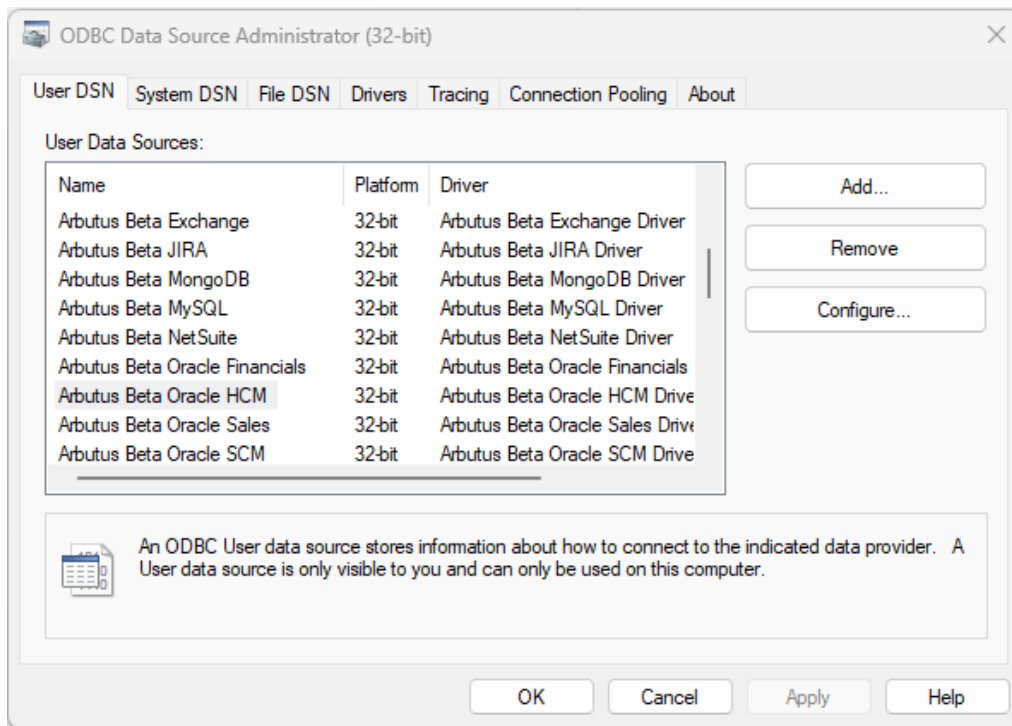 ODBC Data Source Administrator (32-bit)
User DSN System DSN File DSN Drivers Tracing Connection Pooling About
User Data Sources:
Name Platform Driver
Arbutus Beta Exchange 32-bit Arbutus Beta Exchange Driver
Arbutus Beta JIRA 32-bit Arbutus Beta JIRA Driver
Arbutus Beta MongoDB 32-bit Arbutus Beta MongoDB Driver
Arbutus Beta MySQL 32-bit Arbutus Beta MySQL Driver
Arbutus Beta NetSuite 32-bit Arbutus Beta NetSuite Driver
Arbutus Beta Oracle Financials 32-bit Arbutus Beta Oracle Financials
Arbutus Beta Oracle HCM 32-bit Arbutus Beta Oracle HCM Drive
Arbutus Beta Oracle Sales 32-bit Arbutus Beta Oracle Sales Drive
Arbutus Beta Oracle SCM 32-bit Arbutus Beta Oracle SCM Drive
Add...
Remove
Configure...
An ODBC User data source stores information about how to connect to the indicated data provider. A
User data source is only visible to you and can only be used on this computer.
OK Cancel Apply Help